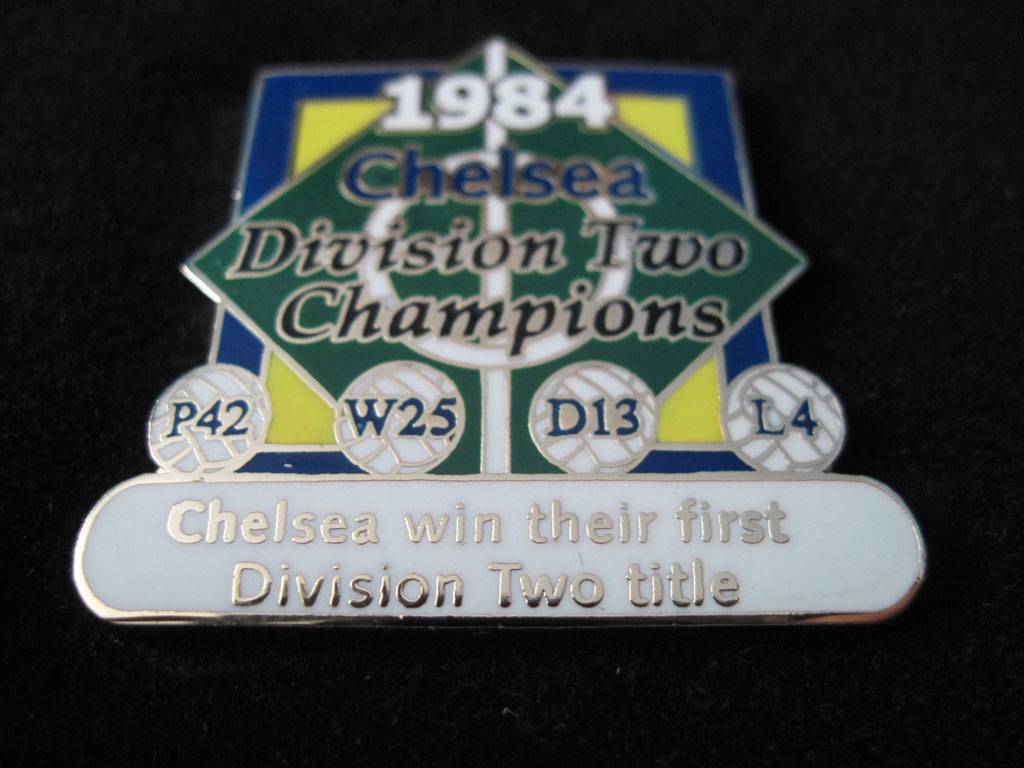 1984
Chelsea
Division Two
Champions
P42 W25 D13 L4
Chelsea win their first
Division Two title